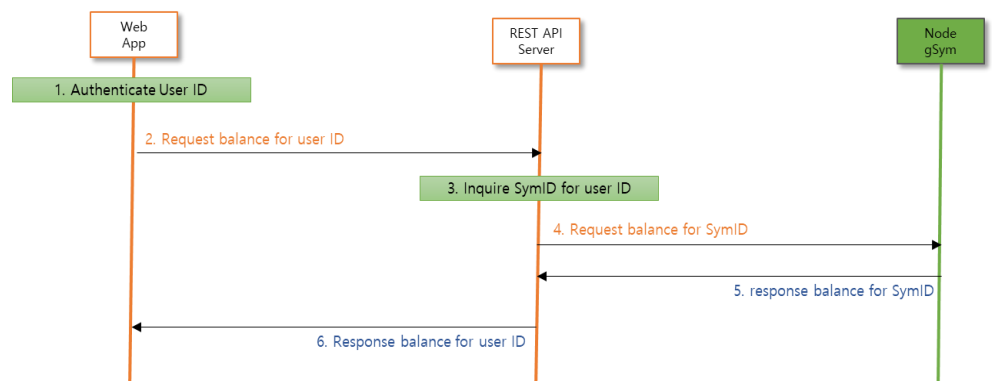 Web
App
REST API
Server
Node
gSym
1. Authenticate User ID
2. Request balance for user ID
3. Inquire SymID for user ID
4. Request balance for SymID
5. response balance for SymID
6. Response balance for user ID